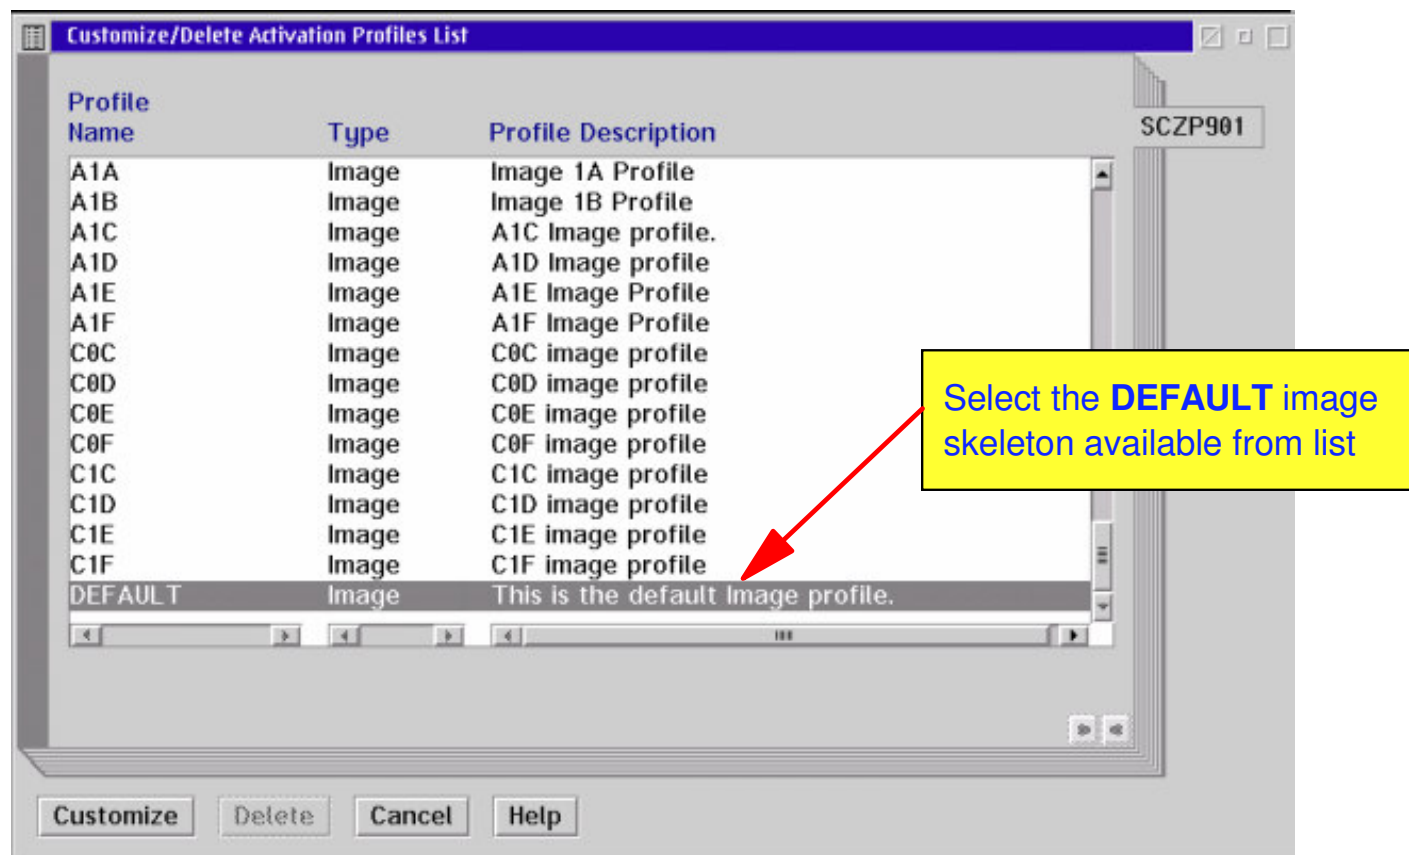 Customize/Delete Activation Profiles List
Profile
Name Type Profile Description
SCZP901
A1A Image Image 1A Profile
A1B Image Image 1B Profile
A1C Image A1C Image profile.
A1D Image A1D Image profile
A1E Image A1E Image Profile
A1F Image A1F Image Profile
C0C Image C0C image profile
C0D Image C0D image profile
C0E Image C0E image profile
C0F Image C0F image profile
C1C Image C1C image profile
C1D Image C1D image profile
C1E Image C1E image profile
C1F Image C1F image profile
DEFAULT Image This is the default Image profile.
Select the DEFAULT image
skeleton available from list
Customize Delete Cancel Help